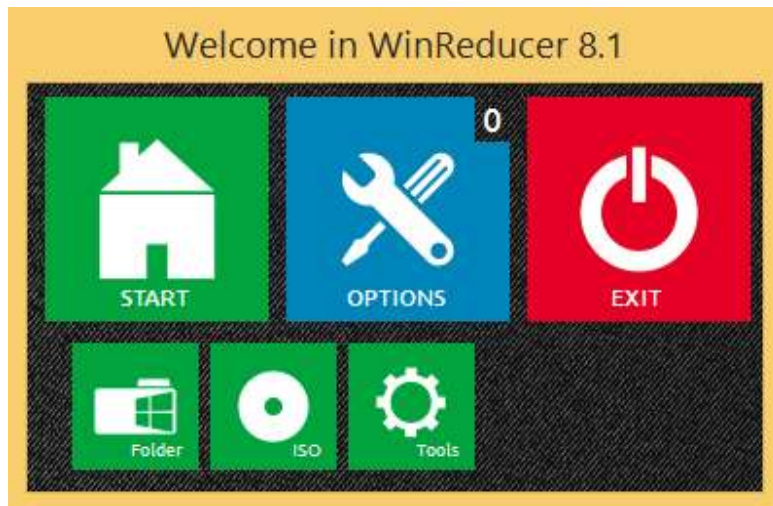 Welcome in WinReducer 8.1
0
START
OPTIONS
EXIT
Folder
ISO
Tools